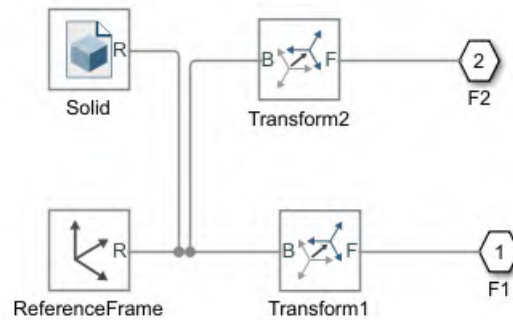 R
Solid
B F
Transform2
2
F2
R
ReferenceFrame
B F
Transform1
1
F1